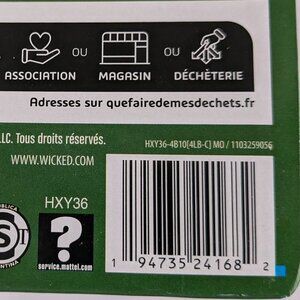 OU OU
ASSOCIATION MAGASIN DÉCHÈTERIE
Adresses sur quefairedemesdechets.fr
LLC. Tous droits réservés.
HXY36-4B10[4LB-C] MO / 1103259056
WWW.WICKED.COM
HXY36
?
service.mattel.com
S I
1 94735 24168 2